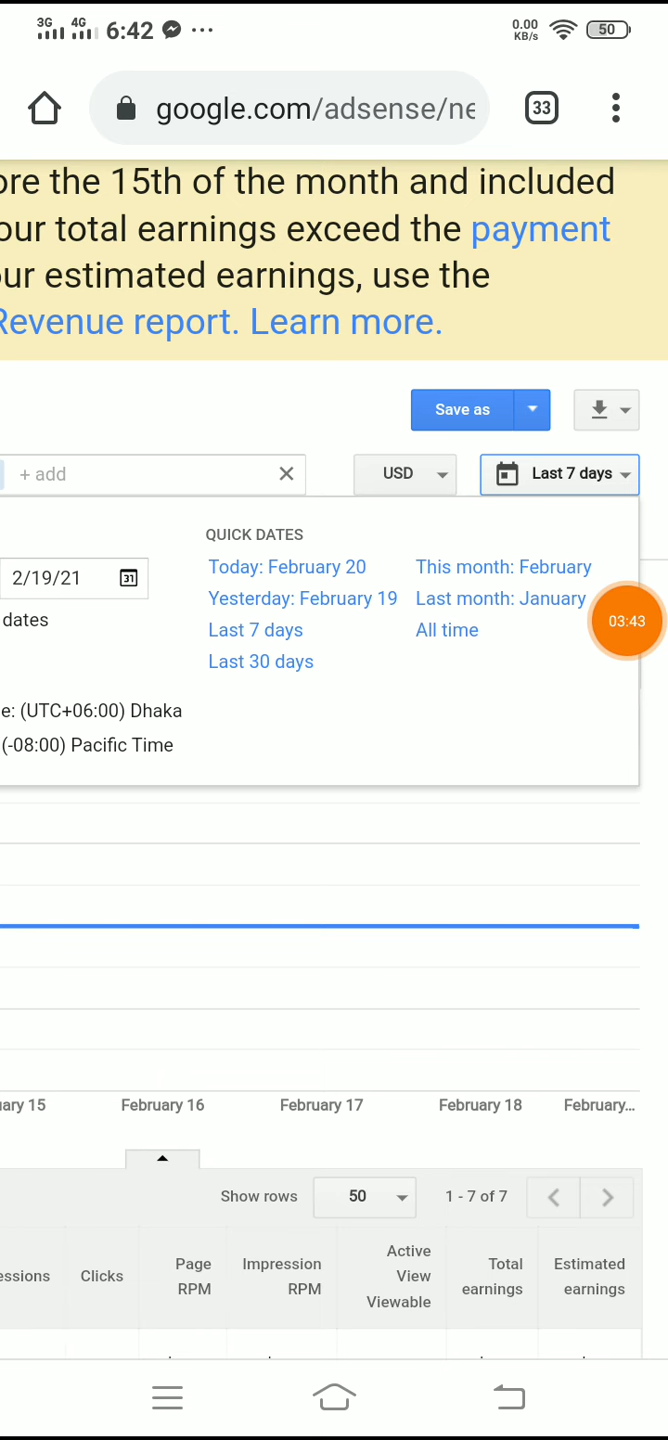 3G 4G 6:42 ... 0.00 KB/s 50
google.com/adsense/ne 33
ore the 15th of the month and included
our total earnings exceed the payment
our estimated earnings, use the
Revenue report. Learn more.
Save as
+ add USD Last 7 days
QUICK DATES
2/19/21 31 Today: February 20 This month: February
Yesterday: February 19 Last month: January
dates Last 7 days All time
03:43
Last 30 days
e: (UTC+06:00) Dhaka
(-08:00) Pacific Time
uary 15 February 16 February 17 February 18 February...
Show rows 50 1 - 7 of 7
essions Clicks Page RPM Impression RPM Active View Viewable Total earnings Estimated earnings